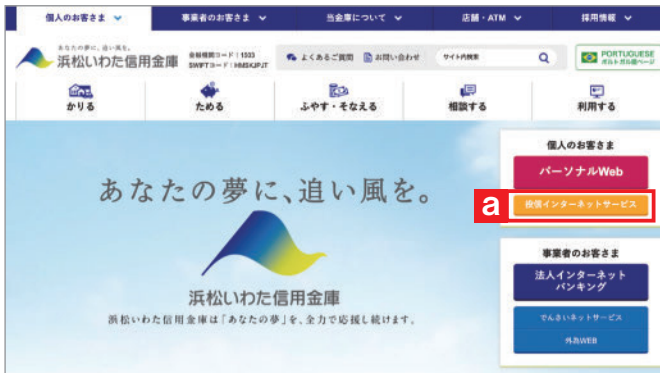 個人のお客さま
事業者のお客さま
当金庫について
店舗・ATM
採用情報
あなたの夢に、追い風を。
浜松いわた信用金庫
金融機関コード:1503
SWIFTコード:HMSKJPJT
よくあるご質問
お問い合わせ
サイト内検索
PORTUGUESE
ポルトガル語ページ
かりる
ためる
ふやす・そなえる
相談する
利用する
あなたの夢に、追い風を。
浜松いわた信用金庫
浜松いわた信用金庫は「あなたの夢」を、全力で応援し続けます。
個人のお客さま
パーソナルWeb
a
投信インターネットサービス
事業者のお客さま
法人インターネット
バンキング
でんさいネットサービス
外為WEB